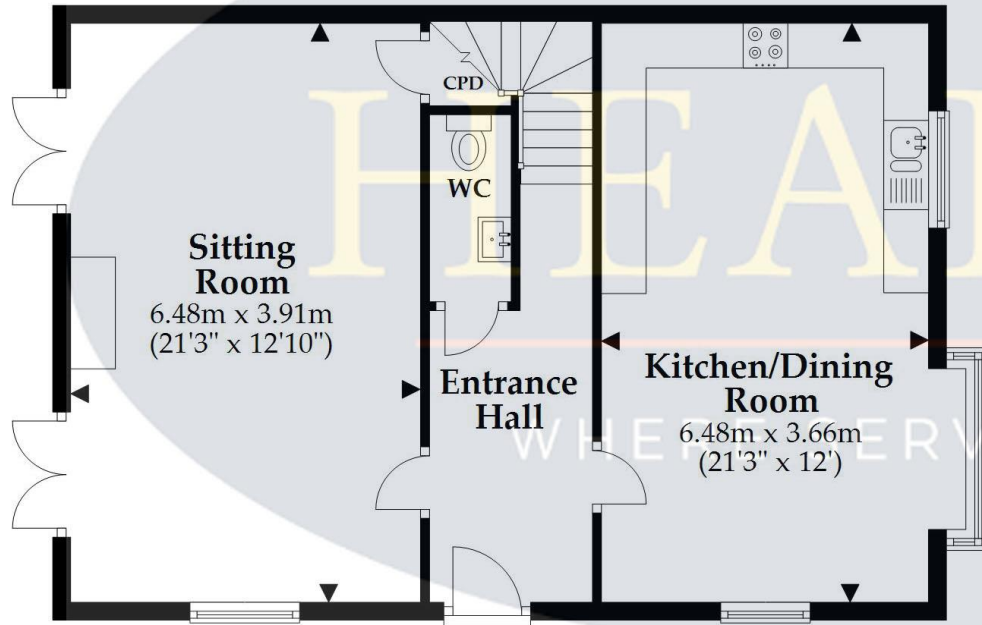 CPD
WC
Sitting
Room
6.48m x 3.91m
(21'3" x 12'10")
Entrance
Hall
Kitchen/Dining
Room
6.48m x 3.66m
(21'3" x 12')
WHERE